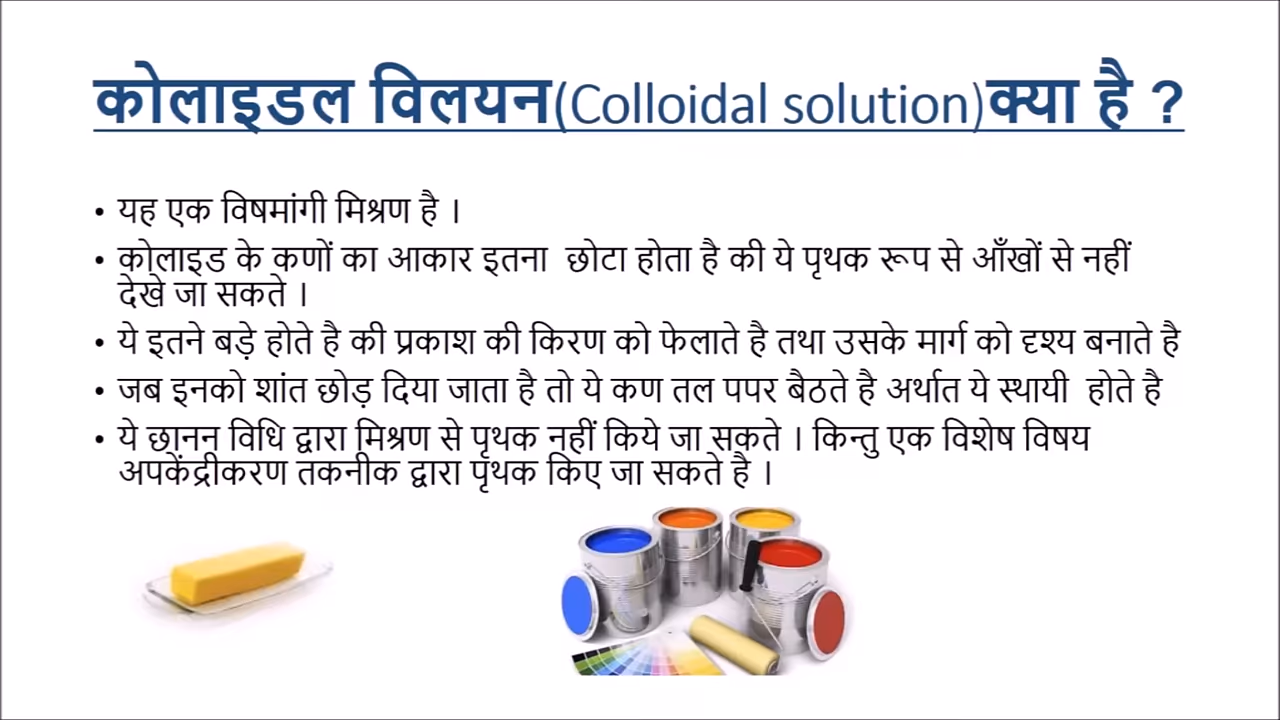 कोलाइडल विलयन(Colloidal solution)क्या है ?
• यह एक विषमांगी मिश्रण है ।
• कोलाइड के कणों का आकार इतना छोटा होता है की ये पृथक रूप से आँखों से नहीं
देखे जा सकते ।
• ये इतने बड़े होते है की प्रकाश की किरण को फेलाते है तथा उसके मार्ग को दृश्य बनाते है
• जब इनको शांत छोड़ दिया जाता है तो ये कण तल पपर बैठते है अर्थात ये स्थायी होते है
• ये छानन विधि द्वारा मिश्रण से पृथक नहीं किये जा सकते । किन्तु एक विशेष विषय
अपकेंद्रीकरण तकनीक द्वारा पृथक किए जा सकते है ।